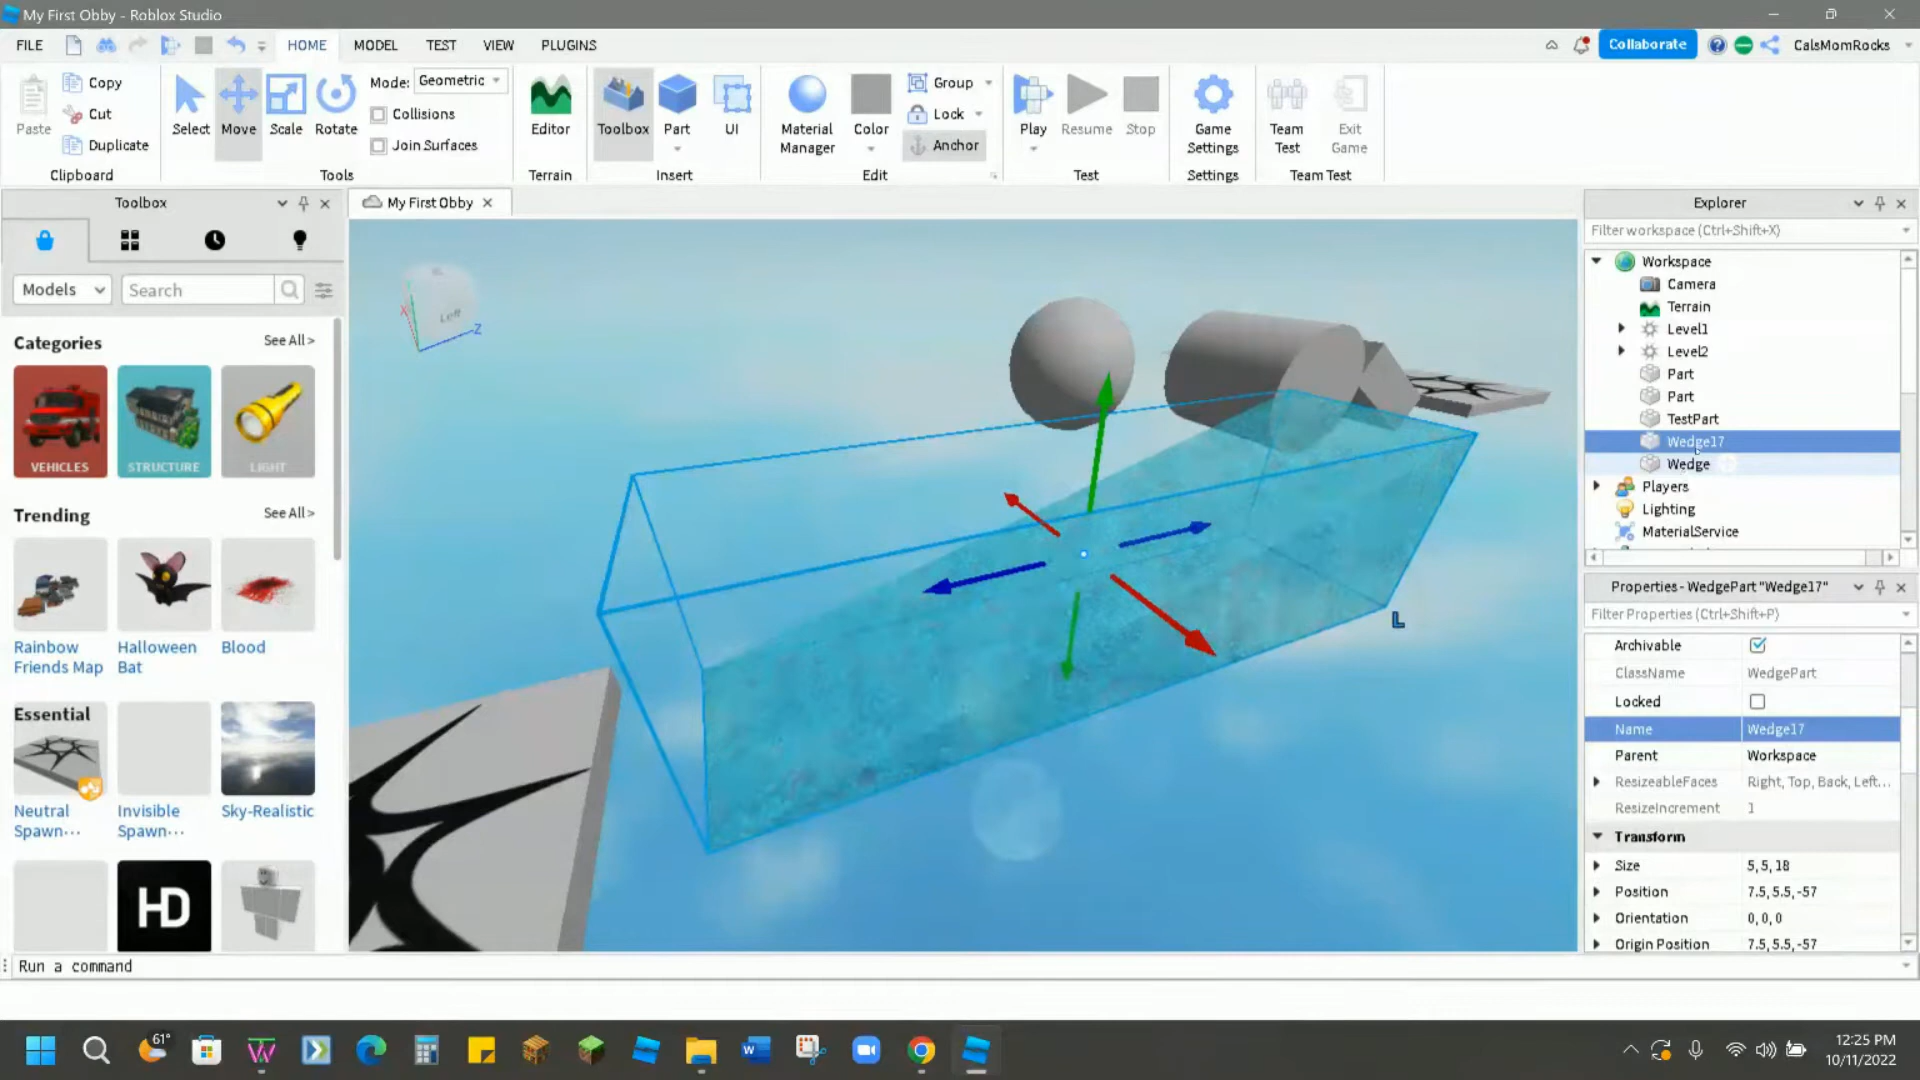 My First Obby - Roblox Studio
FILE HOME MODEL TEST VIEW PLUGINS Collaborate CalsMomRocks
Paste
Copy
Cut
Duplicate
Clipboard
Select Move Scale Rotate
Mode: Geometric
Collisions
Join Surfaces
Tools
Editor
Terrain
Toolbox Part UI
Insert
Material Manager
Color
Group
Lock
Anchor
Edit
Play Resume Stop
Test
Game Settings
Settings
Team Test
Exit Game
Team Test
Toolbox
Models Search
Categories See All >
VEHICLES STRUCTURE LIGHT
Trending See All >
Rainbow Friends Map
Halloween Bat
Blood
Essential
Neutral Spawn...
Invisible Spawn...
Sky-Realistic
HD
My First Obby
Left
X
Z
L
Explorer
Filter workspace (Ctrl+Shift+X)
Workspace
Camera
Terrain
Level1
Level2
Part
Part
TestPart
Wedge17
Wedge
Players
Lighting
MaterialService
Properties - WedgePart "Wedge17"
Filter Properties (Ctrl+Shift+P)
Archivable
ClassName WedgePart
Locked
Name Wedge17
Parent Workspace
ResizeableFaces Right, Top, Back, Left...
ResizeIncrement 1
Transform
Size 5,5,18
Position 7.5,5.5,-57
Orientation 0,0,0
Origin Position 7.5,5.5,-57
Run a command
61°
12:25 PM
10/11/2022